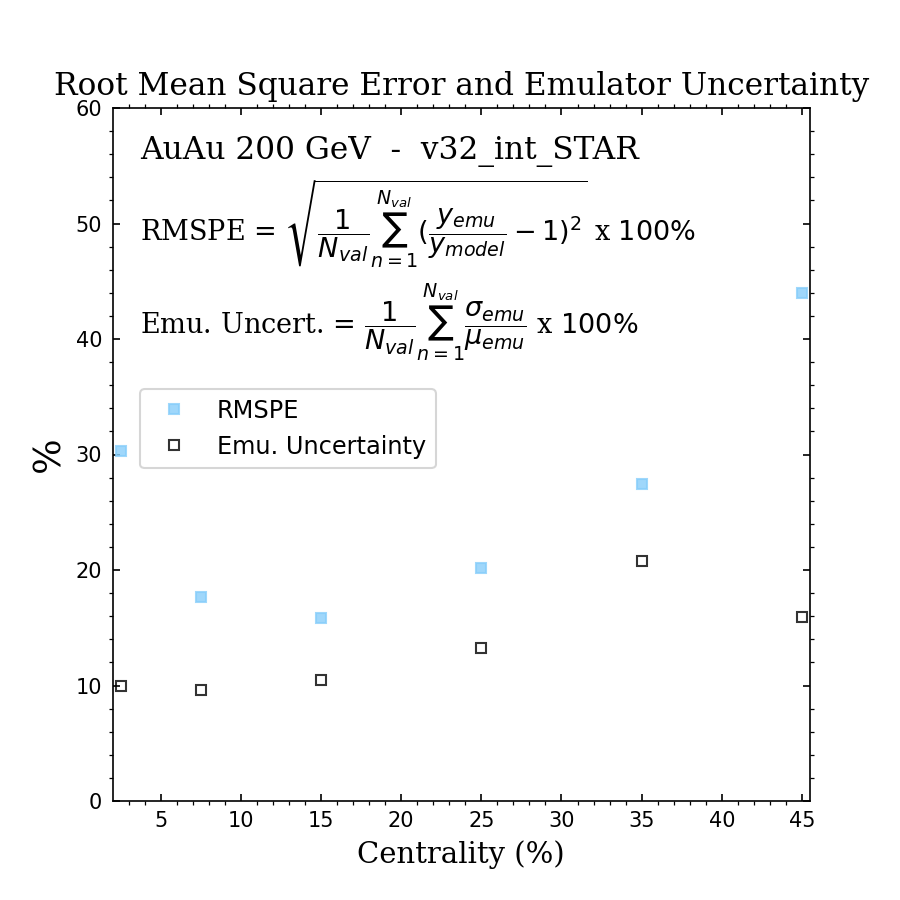 Root Mean Square Error and Emulator Uncertainty
AuAu 200 GeV - v32_int_STAR
RMSPE = √(1/N_val ∑_{n=1}^{N_val} (y_emu/y_model − 1)²) x 100%
Emu. Uncert. = 1/N_val ∑_{n=1}^{N_val} σ_emu/μ_emu x 100%
RMSPE
Emu. Uncertainty
%
60
50
40
30
20
10
0
5 10 15 20 25 30 35 40 45
Centrality (%)